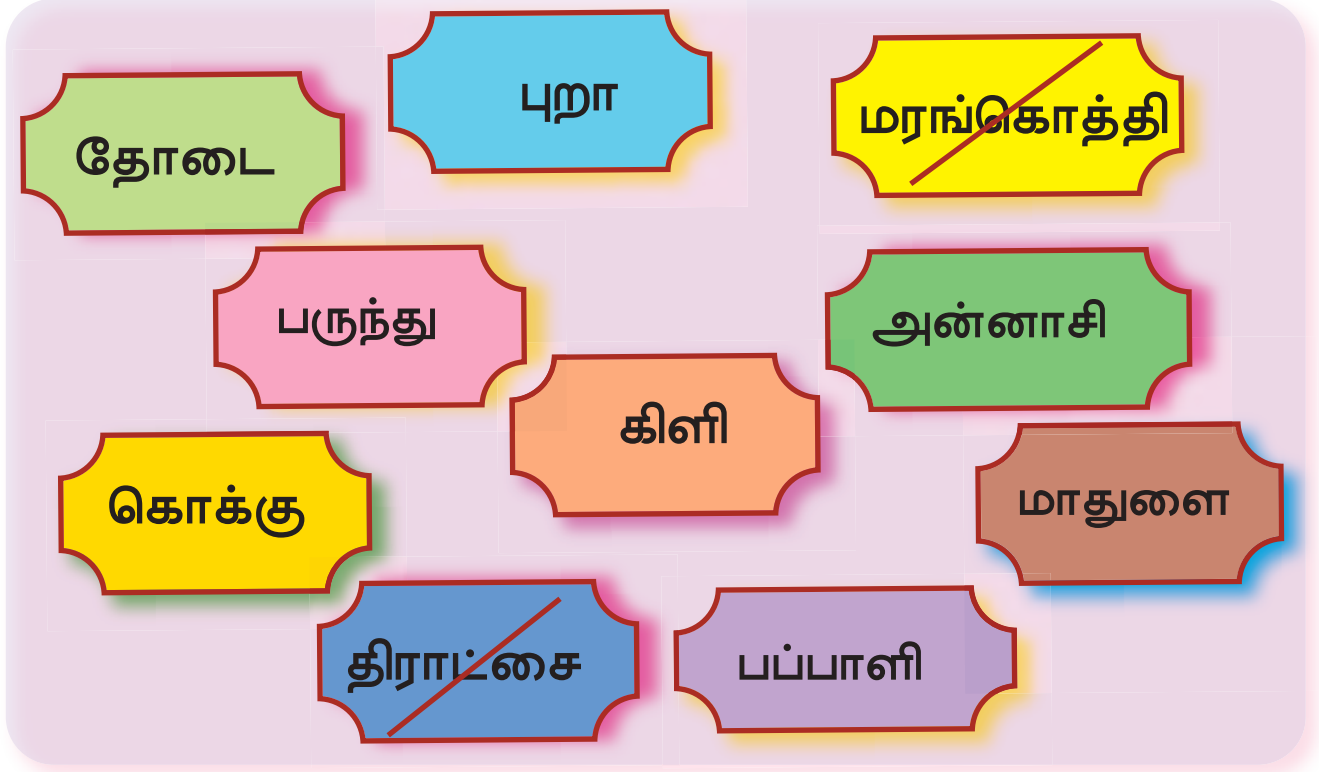 புறா
மரங்கொத்தி
தோடை
பருந்து
அன்னாசி
கிளி
கொக்கு
மாதுளை
திராட்சை
பப்பாளி